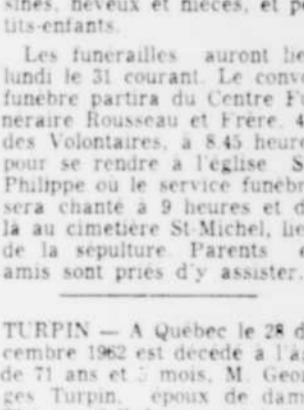 sines, neveux et nièces, et pe
tits-enfants.
Les funérailles auront lie
lundi le 31 courant. Le convo
funèbre partira du Centre Fu
néraire Rousseau et Frère, 4
des Volontaires, à 8.45 heure
pour se rendre à l'église S
Philippe où le service funèbr
sera chanté à 9 heures et d
là au cimetière St-Michel, lie
de la sépulture. Parents e
amis sont priés d'y assister.
TURPIN — A Québec le 28 d
cembre 1962 est décédé à l'âg
de 71 ans et mois, M. Geor
ges Turpin, époux de dam